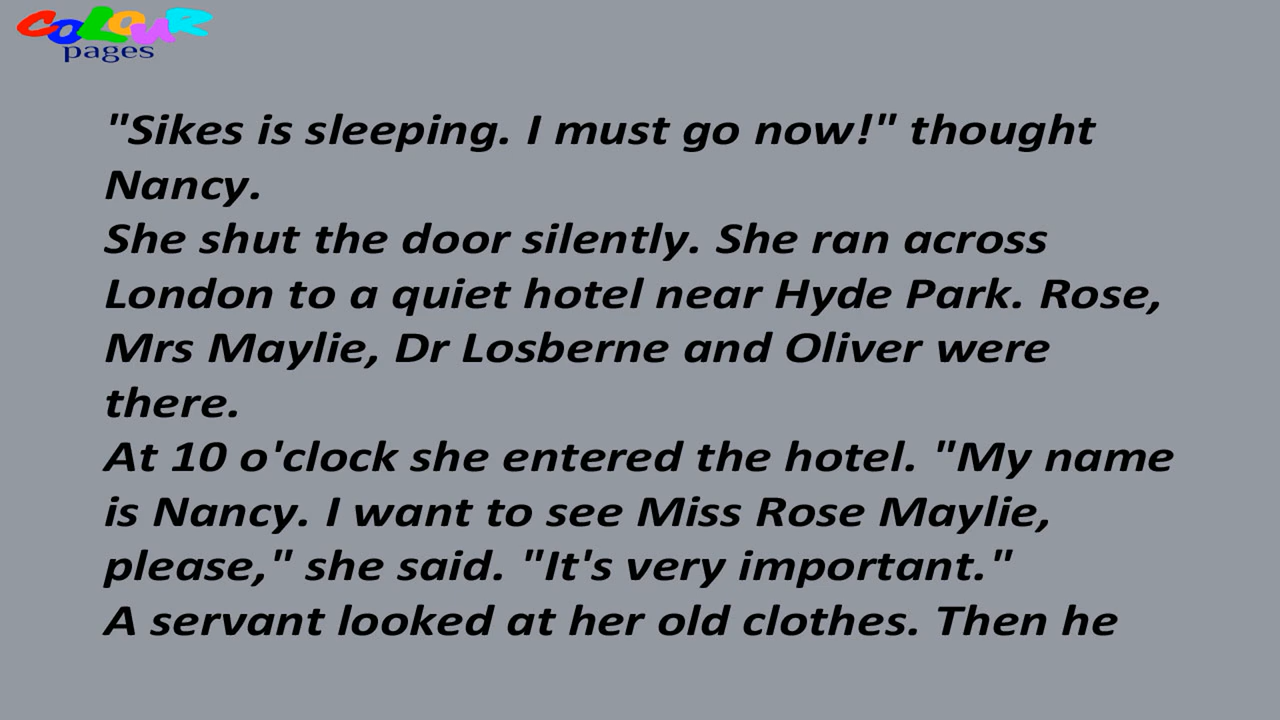 COLOUR
pages
"Sikes is sleeping. I must go now!" thought
Nancy.
She shut the door silently. She ran across
London to a quiet hotel near Hyde Park. Rose,
Mrs Maylie, Dr Losberne and Oliver were
there.
At 10 o'clock she entered the hotel. "My name
is Nancy. I want to see Miss Rose Maylie,
please," she said. "It's very important."
A servant looked at her old clothes. Then he